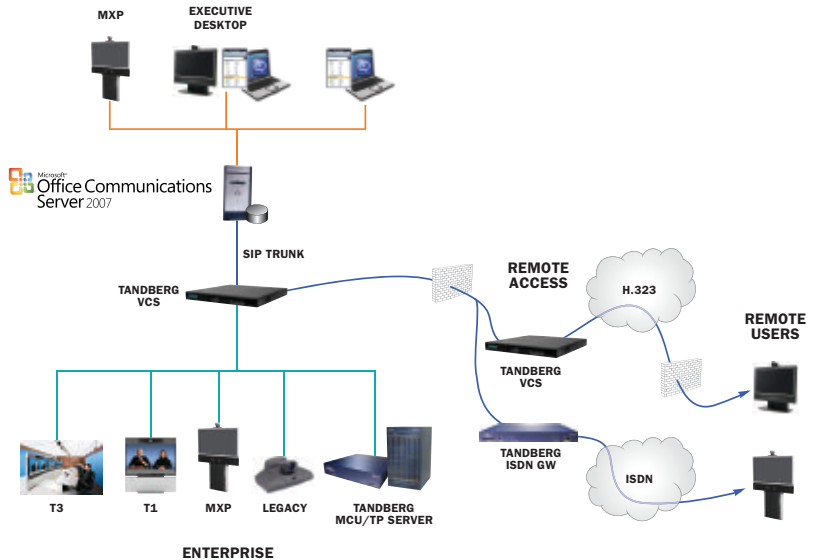 MXP
EXECUTIVE
DESKTOP
Microsoft
Office Communications
Server 2007
SIP TRUNK
TANDBERG
VCS
REMOTE
ACCESS
H.323
REMOTE
USERS
TANDBERG
VCS
TANDBERG
ISDN GW
ISDN
T3
T1
MXP
LEGACY
TANDBERG
MCU/TP SERVER
ENTERPRISE